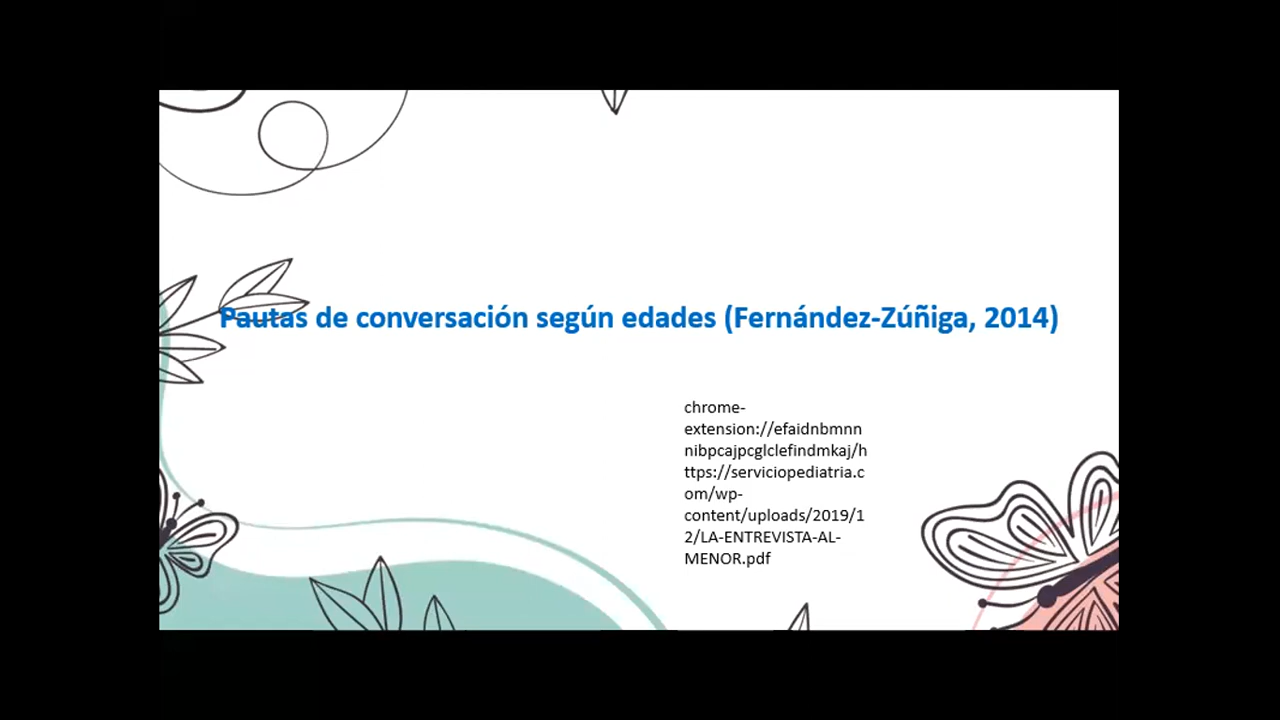 Pautas de conversación según edades (Fernández-Zúñiga, 2014)
chrome-
extension://efaidnbmnn
nibpcajpcglclefindmkaj/h
ttps://serviciopediatria.c
om/wp-
content/uploads/2019/1
2/LA-ENTREVISTA-AL-
MENOR.pdf